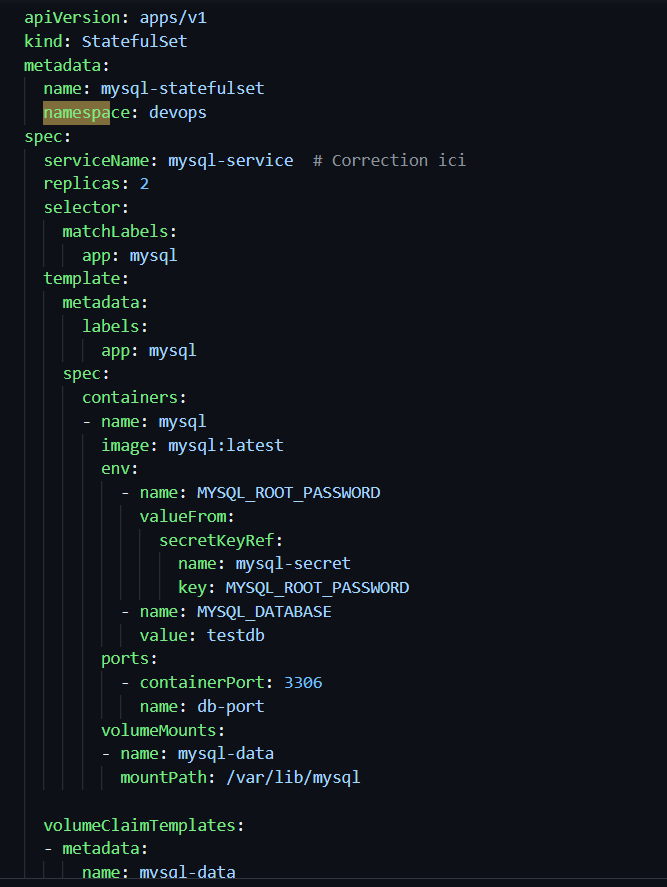 apiVersion: apps/v1
kind: StatefulSet
metadata:
  name: mysql-statefulset
  namespace: devops
spec:
  serviceName: mysql-service  # Correction ici
  replicas: 2
  selector:
    matchLabels:
      app: mysql
  template:
    metadata:
      labels:
        app: mysql
    spec:
      containers:
      - name: mysql
        image: mysql:latest
        env:
          - name: MYSQL_ROOT_PASSWORD
            valueFrom:
              secretKeyRef:
                name: mysql-secret
                key: MYSQL_ROOT_PASSWORD
          - name: MYSQL_DATABASE
            value: testdb
        ports:
          - containerPort: 3306
            name: db-port
        volumeMounts:
        - name: mysql-data
          mountPath: /var/lib/mysql

  volumeClaimTemplates:
  - metadata:
      name: mysql-data